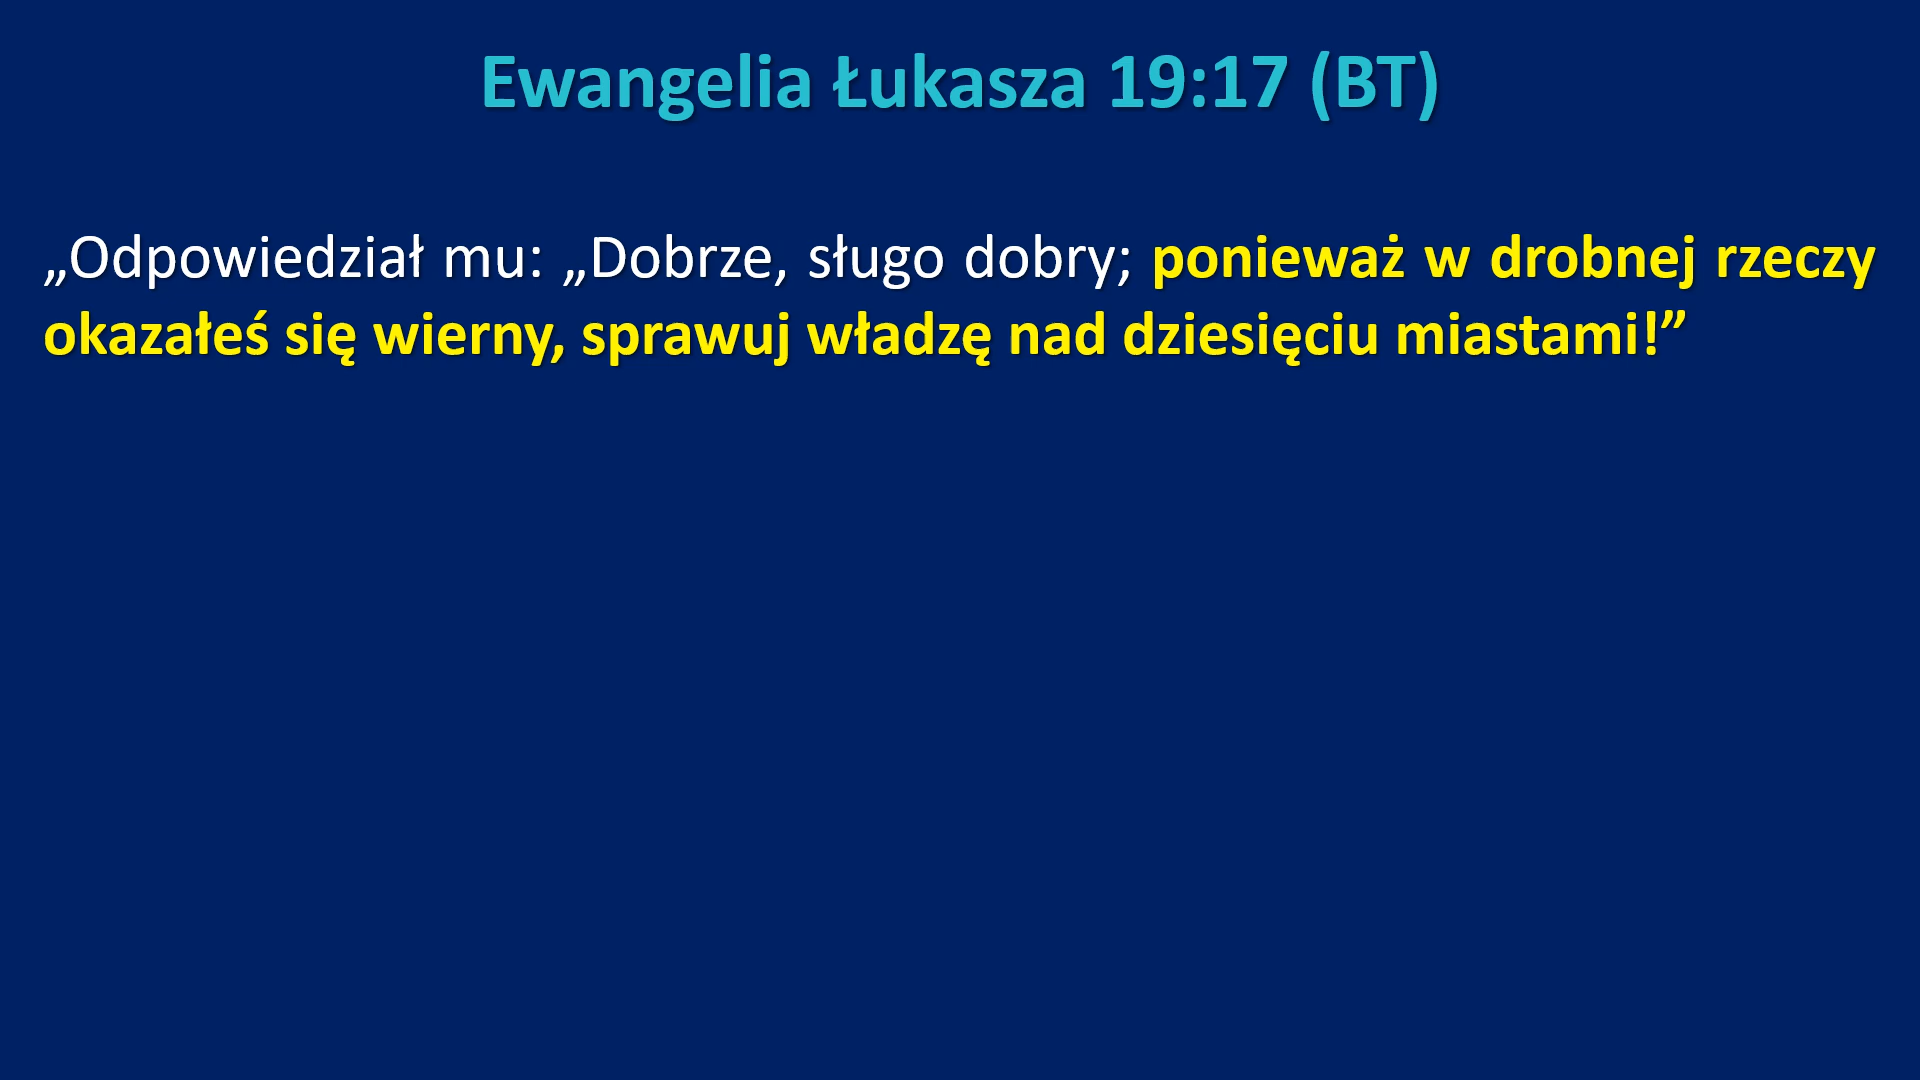 Ewangelia Łukasza 19:17 (BT)
„Odpowiedział mu: „Dobrze, sługo dobry; ponieważ w drobnej rzeczy
okazałeś się wierny, sprawuj władzę nad dziesięciu miastami!”